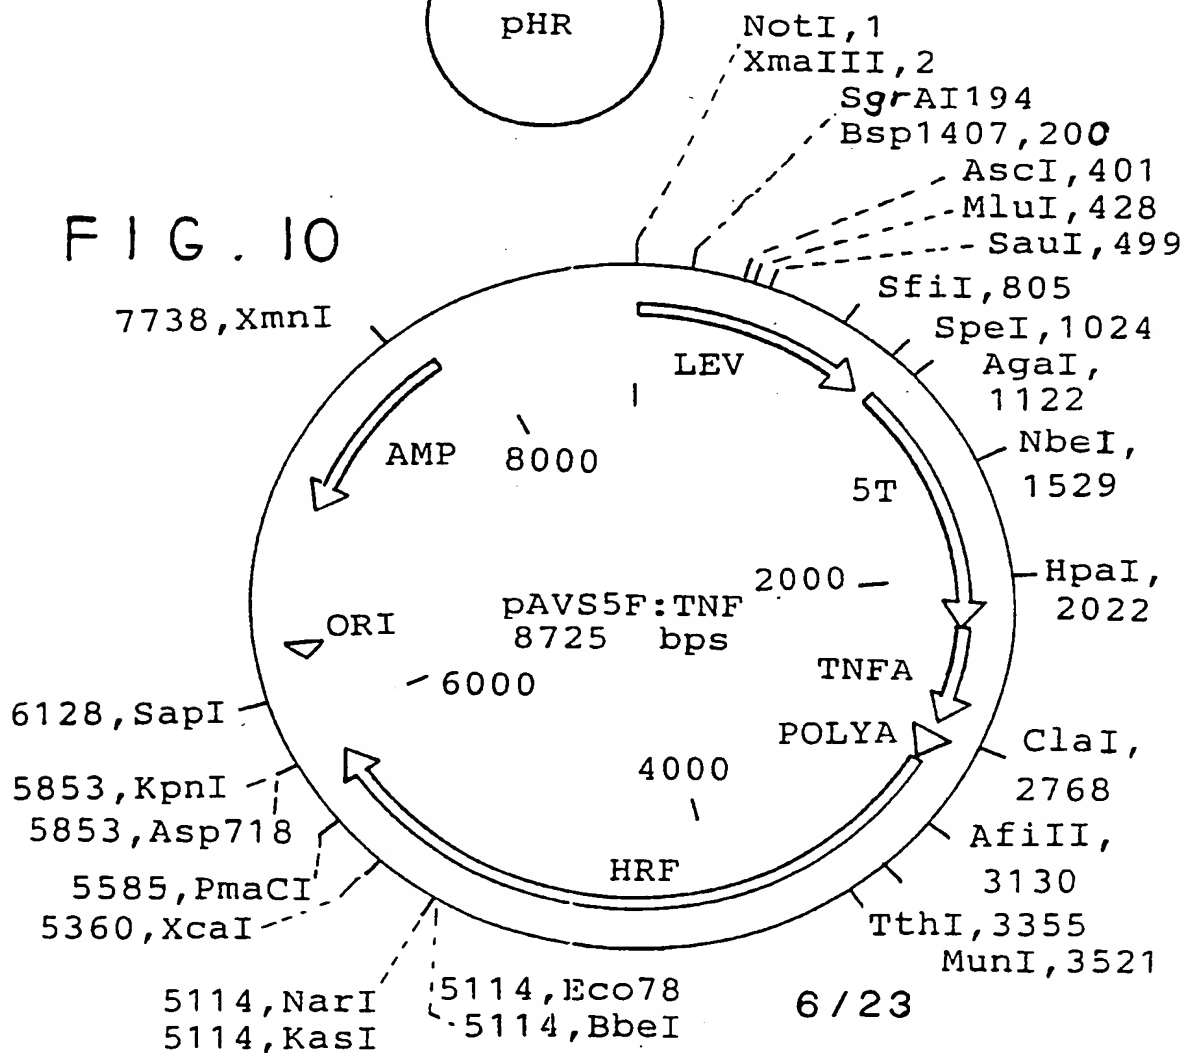 pHR
NotI,1
XmaIII,2
SgrAI194
Bsp1407,200
AscI,401
MluI,428
SauI,499
FIG. 10
SfiI,805
7738,XmnI
SpeI,1024
LEV
AgaI,
1122
AMP
8000
NbeI,
1529
5T
2000
HpaI,
2022
pAVS5F:TNF
8725 bps
ORI
TNFA
6000
6128,SapI
POLYA
ClaI,
2768
4000
5853,KpnI
5853,Asp718
AfiII,
3130
HRF
5585,PmaCI
5360,XcaI
TthI,3355
MunI,3521
5114,NarI
5114,KasI
5114,Eco78
5114,BbeI
6/23